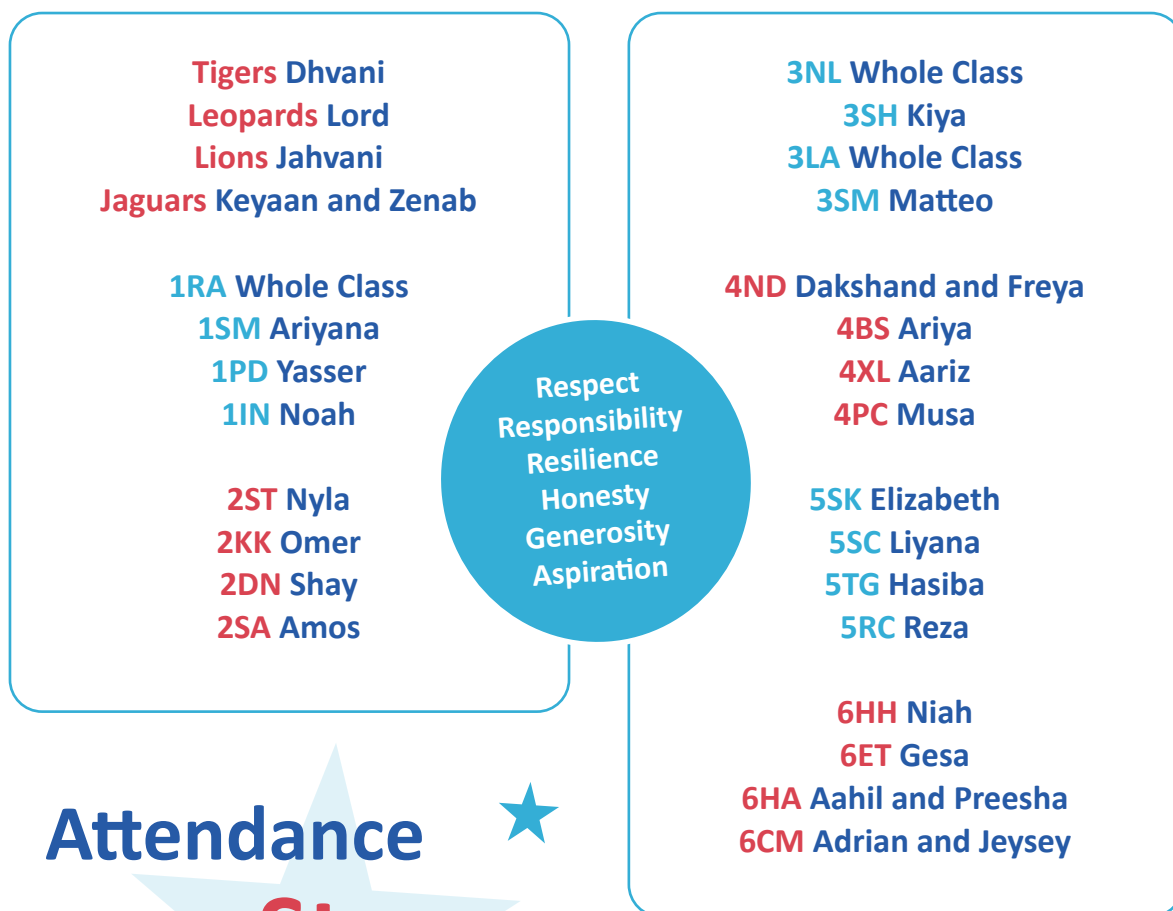 Tigers Dhvani
Leopards Lord
Lions Jahvani
Jaguars Keyaan and Zenab
1RA Whole Class
1SM Ariyana
1PD Yasser
1IN Noah
2ST Nyla
2KK Omer
2DN Shay
2SA Amos
Respect
Responsibility
Resilience
Honesty
Generosity
Aspiration
3NL Whole Class
3SH Kiya
3LA Whole Class
3SM Matteo
4ND Dakshand and Freya
4BS Ariya
4XL Aariz
4PC Musa
5SK Elizabeth
5SC Liyana
5TG Hasiba
5RC Reza
6HH Niah
6ET Gesa
6HA Aahil and Preesha
6CM Adrian and Jeysey
Attendance